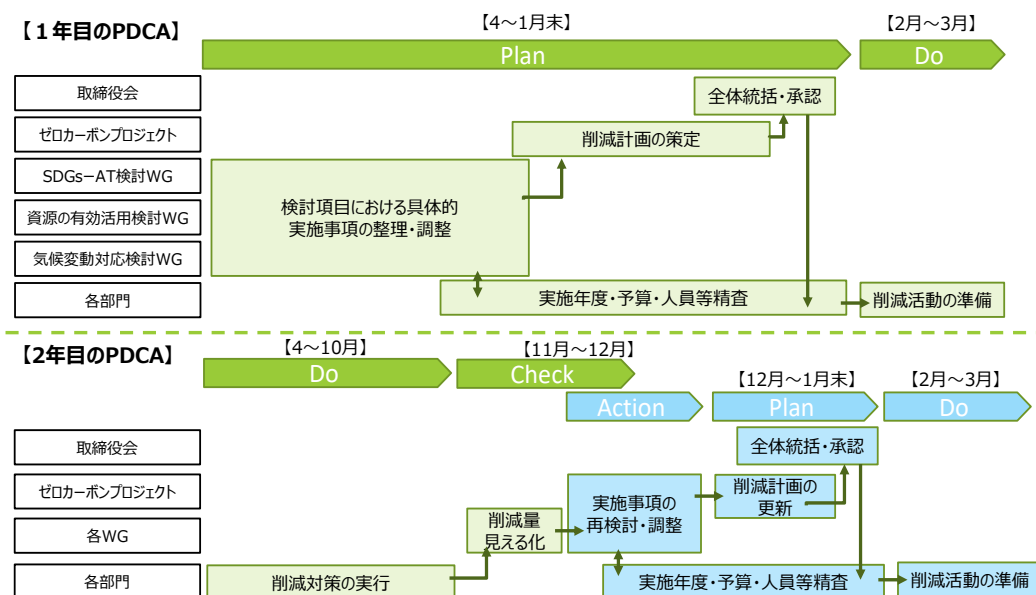 【１年目のPDCA】
【4～1月末】
【2月～3月】
Plan
Do
取締役会
全体統括・承認
ゼロカーボンプロジェクト
削減計画の策定
SDGs−AT検討WG
資源の有効活用検討WG
気候変動対応検討WG
検討項目における具体的
実施事項の整理・調整
各部門
実施年度・予算・人員等精査
削減活動の準備
【2年目のPDCA】
【4～10月】
【11月～12月】
Do
Check
【12月～1月末】
【2月～3月】
Action
Plan
Do
取締役会
全体統括・承認
ゼロカーボンプロジェクト
削減計画の
更新
実施事項の
再検討・調整
各WG
削減量
見える化
各部門
削減対策の実行
実施年度・予算・人員等精査
削減活動の準備